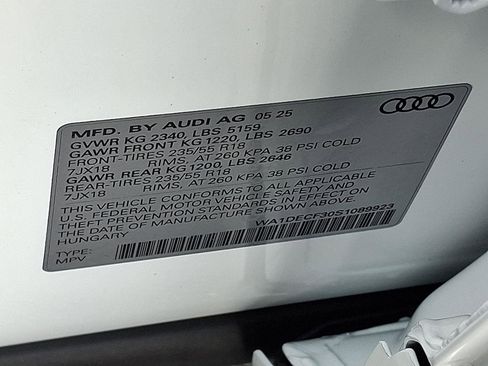 MFD. BY AUDI AG 05 25
GVWR KG 2340, LBS 5159
GAWR FRONT KG 1220, LBS 2690
FRONT-TIRES 235/55 R18
7JX18 RIMS, AT 260 KPA 38 PSI COLD
GAWR REAR KG 1200, LBS 2646
REAR-TIRES 235/55 R18
7JX18 RIMS, AT 260 KPA 38 PSI COLD
THIS VEHICLE CONFORMS TO ALL APPLICABLE
U.S. FEDERAL MOTOR VEHICLE SAFETY AND
THEFT PREVENTION STANDARDS IN EFFECT ON
THE DATE OF MANUFACTURE SHOWN ABOVE.
HUNGARY
WA1DECF30S1089923
TYPE:
MPV